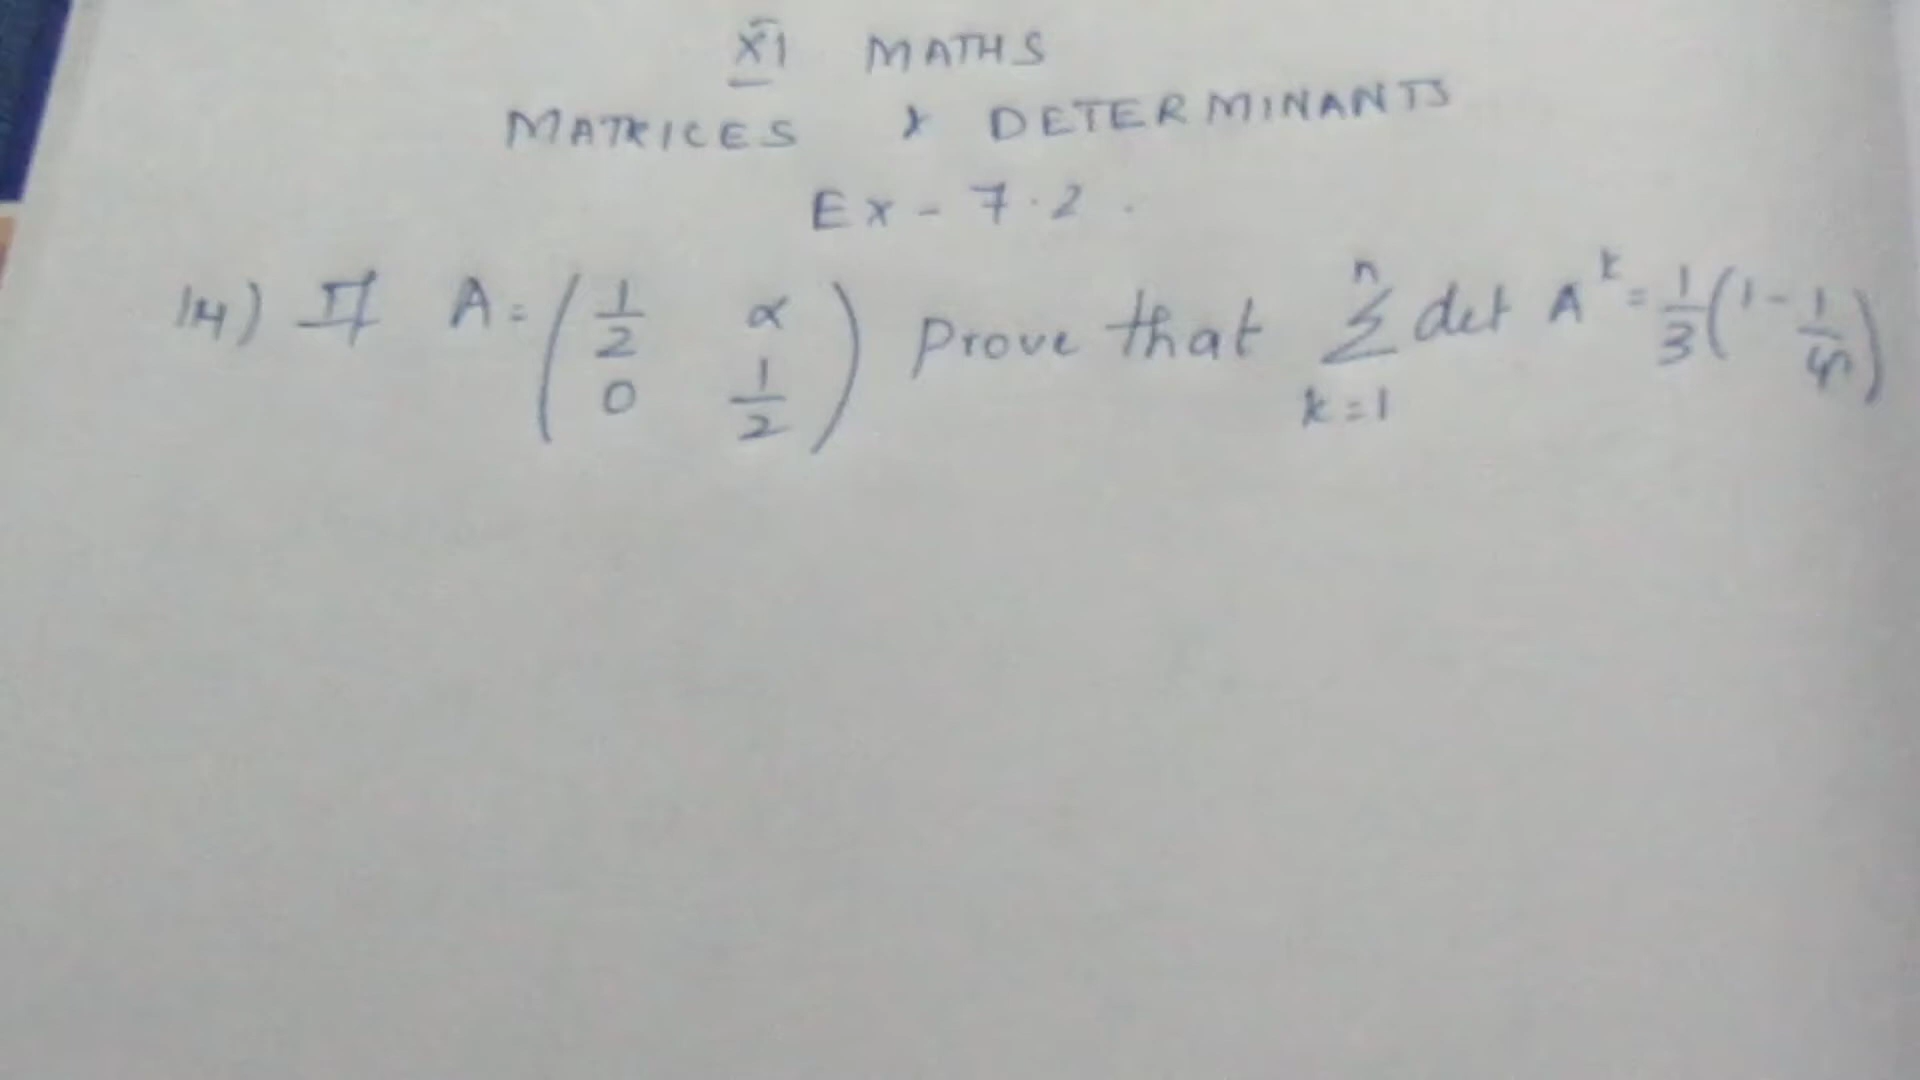 XI MATHS
MATRICES & DETERMINANTS
Ex - 7.2.
14) If A = (1/2 α 0 1/2) Prove that n Σ k=1 det A^k = 1/3 (1 - 1/4^n)